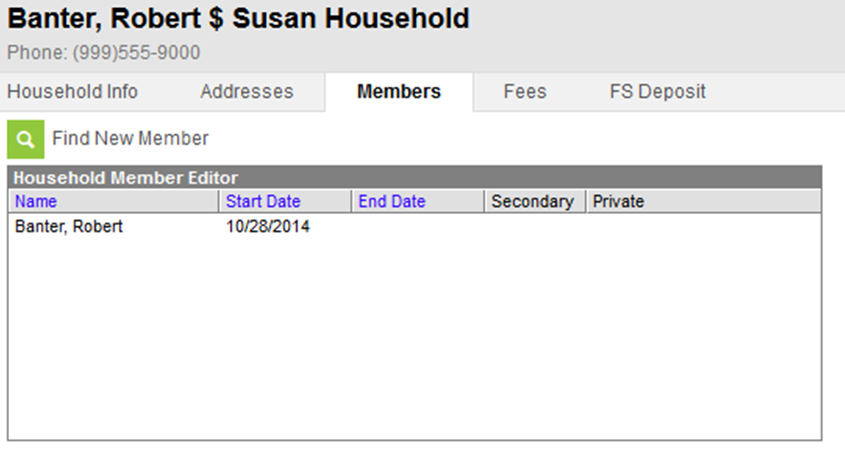 Banter, Robert $ Susan Household
Phone: (999)555-9000
Household Info Addresses Members Fees FS Deposit
Find New Member
Household Member Editor
Name Start Date End Date Secondary Private
Banter, Robert 10/28/2014